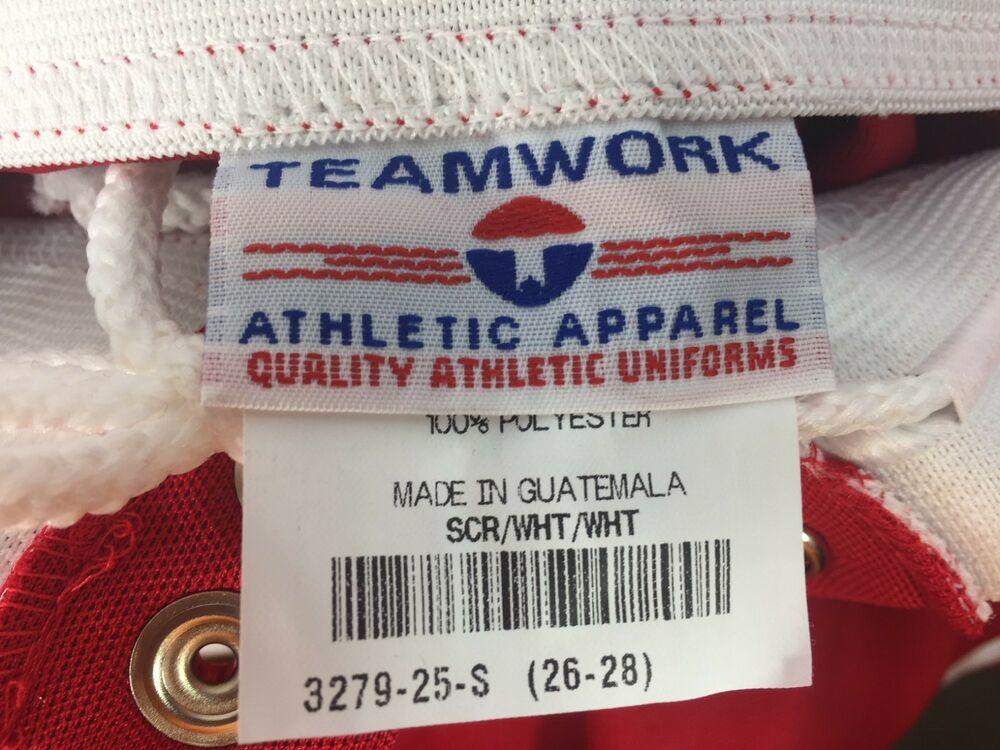 TEAMWORK
ATHLETIC APPAREL
QUALITY ATHLETIC UNIFORMS
100% POLYESTER
MADE IN GUATEMALA
SCR/WHT/WHT
3279-25-S (26-28)